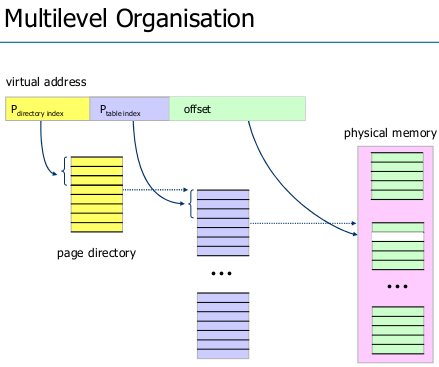 Multilevel Organisation
virtual address
Pdirectory index
Ptable index
offset
physical memory
page directory
•••
•••